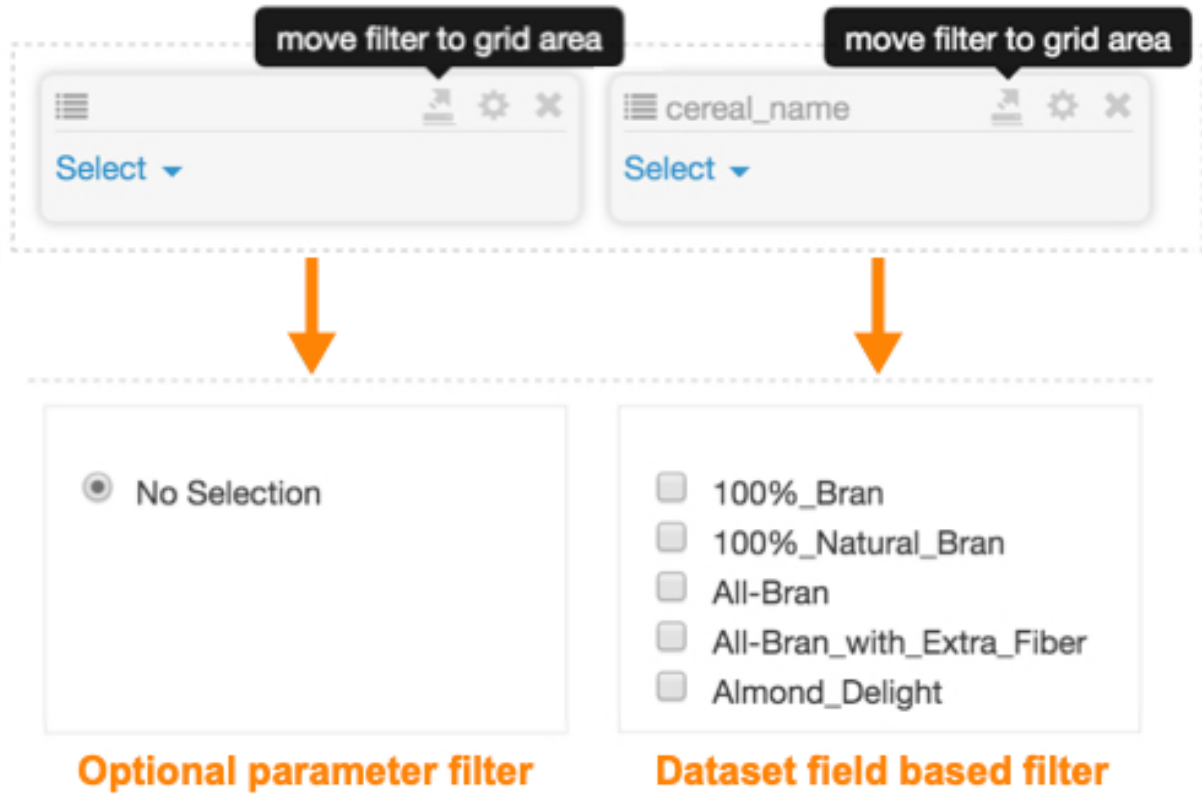 move filter to grid area
move filter to grid area
cereal_name
Select
Select
No Selection
100%_Bran
100%_Natural_Bran
All-Bran
All-Bran_with_Extra_Fiber
Almond_Delight
Optional parameter filter
Dataset field based filter